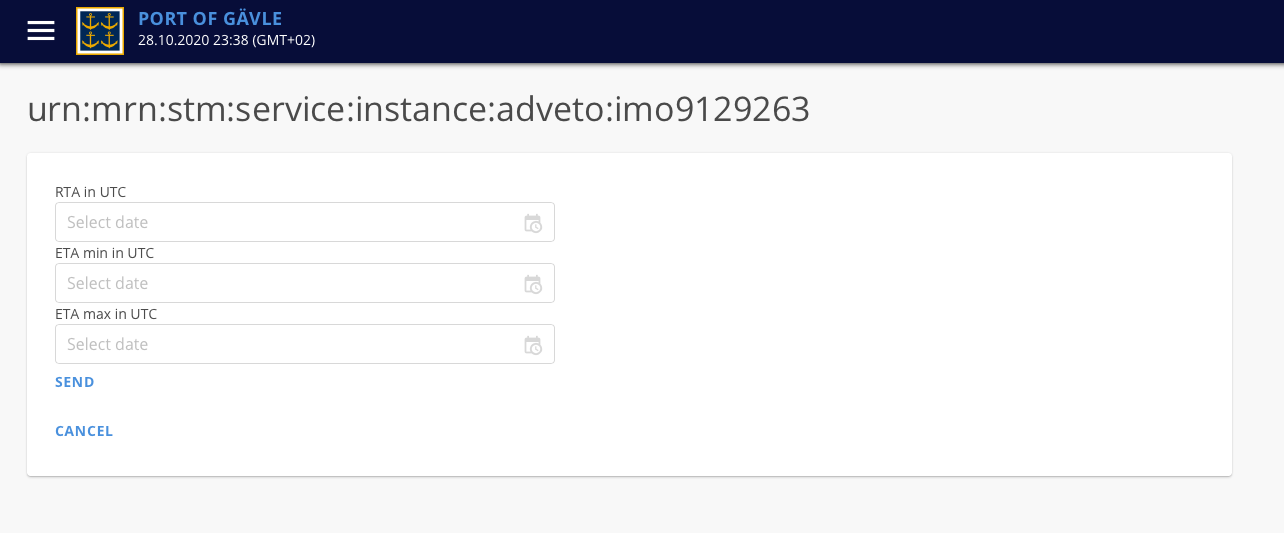 PORT OF GÄVLE
28.10.2020 23:38 (GMT+02)
urn:mrn:stm:service:instance:adveto:imo9129263
RTA in UTC
Select date
ETA min in UTC
Select date
ETA max in UTC
Select date
SEND
CANCEL